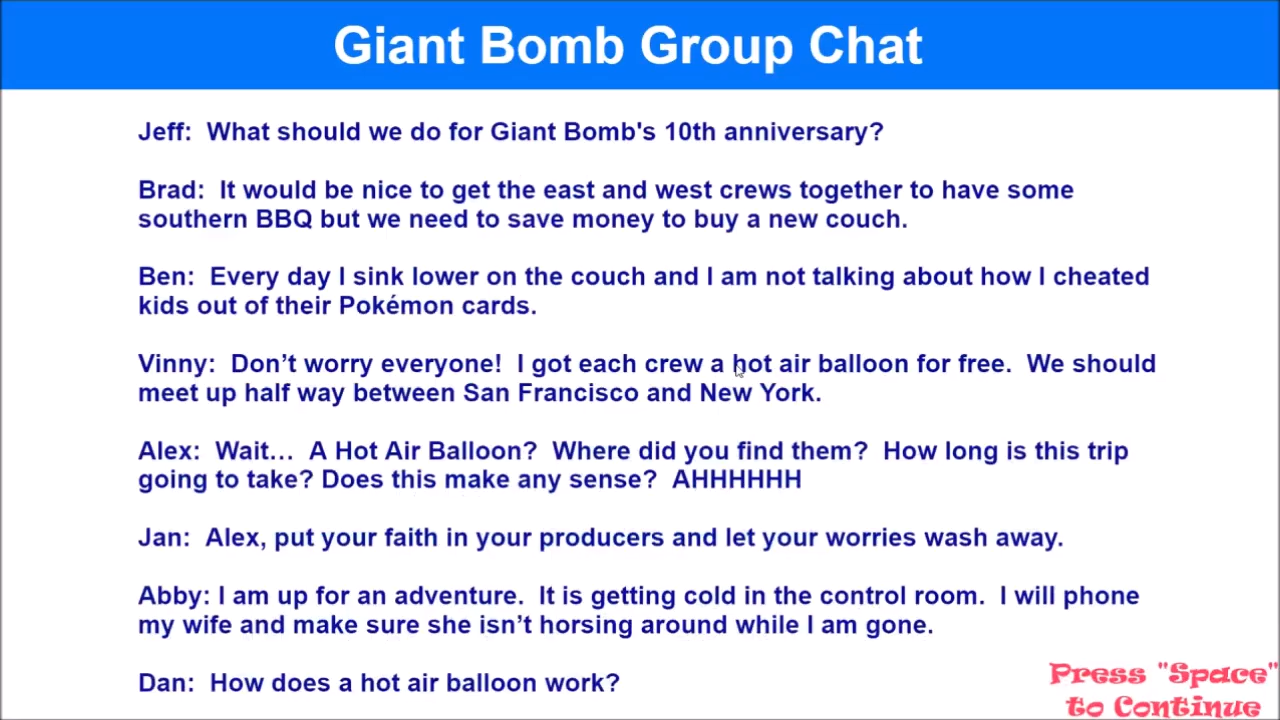 Giant Bomb Group Chat
Jeff:  What should we do for Giant Bomb's 10th anniversary?
Brad:  It would be nice to get the east and west crews together to have some
southern BBQ but we need to save money to buy a new couch.
Ben:  Every day I sink lower on the couch and I am not talking about how I cheated
kids out of their Pokémon cards.
Vinny:  Don’t worry everyone!  I got each crew a hot air balloon for free.  We should
meet up half way between San Francisco and New York.
Alex:  Wait…  A Hot Air Balloon?  Where did you find them?  How long is this trip
going to take? Does this make any sense?  AHHHHHH
Jan:  Alex, put your faith in your producers and let your worries wash away.
Abby: I am up for an adventure.  It is getting cold in the control room.  I will phone
my wife and make sure she isn’t horsing around while I am gone.
Dan:  How does a hot air balloon work?
Press "Space"
to Continue